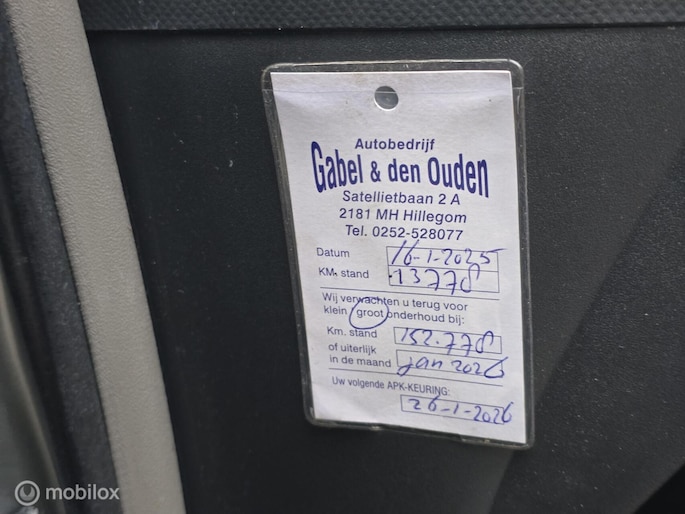 Autobedrijf
Gabel & den Ouden
Satellietbaan 2 A
2181 MH Hillegom
Tel. 0252-528077
Datum 16-1-2025
KM. stand 13778
Wij verwachten u terug voor
klein groot onderhoud bij:
Km. stand 152.778
of uiterlijk
in de maand jan 2026
Uw volgende APK-KEURING:
26-1-2026
mobilox